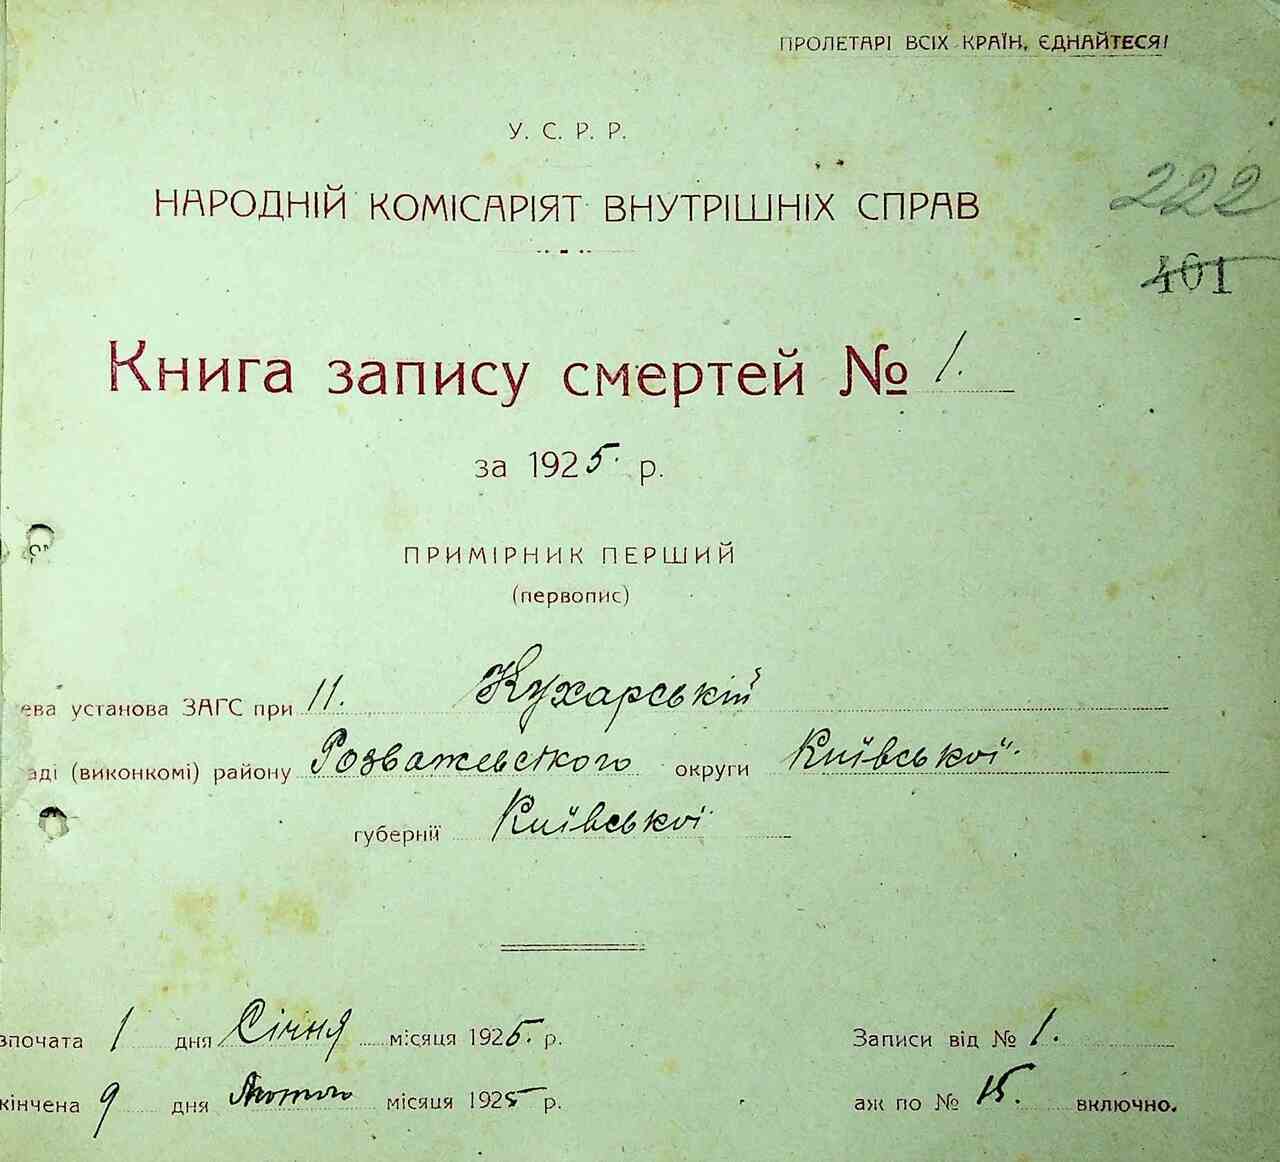 ПРОЛЕТАРІ ВСІХ КРАЇН, ЄДНАЙТЕСЯ!
У. С. Р. Р.
НАРОДНІЙ КОМІСАРІЯТ ВНУТРІШНІХ СПРАВ
222
401
Книга запису смертей № 1.
за 1925 р.
ПРИМІРНИК ПЕРШИЙ
(первопис)
ева установа ЗАГС при 11. Кухарській
аді (виконкомі) району Розважевського округи Київської
губернії Київської
зпочата 1 дня Січня місяця 1925. р. Записи від № 1.
кінчена 9 дня Лютого місяця 1925 р. аж по № 15. включно.